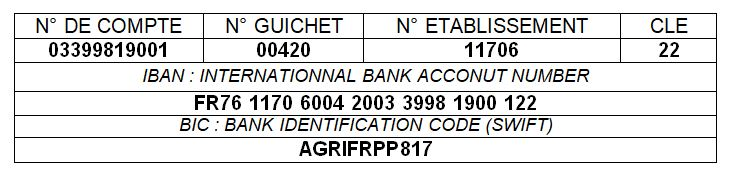 N° DE COMPTE N° GUICHET N° ETABLISSEMENT CLE
03399819001 00420 11706 22
IBAN : INTERNATIONNAL BANK ACCONUT NUMBER
FR76 1170 6004 2003 3998 1900 122
BIC : BANK IDENTIFICATION CODE (SWIFT)
AGRIFRPP817